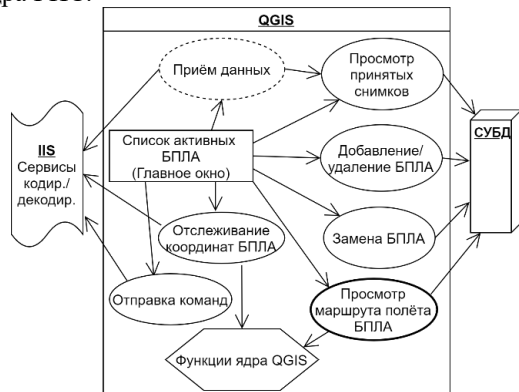 QGIS
Приём данных
Просмотр
принятых
снимков
IIS
Сервисы
кодир./
декодир.
Список активных
БПЛА
(Главное окно)
Добавление/
удаление БПЛА
СУБД
Отслеживание
координат БПЛА
Замена БПЛА
Отправка команд
Просмотр
маршрута полёта
БПЛА
Функции ядра QGIS